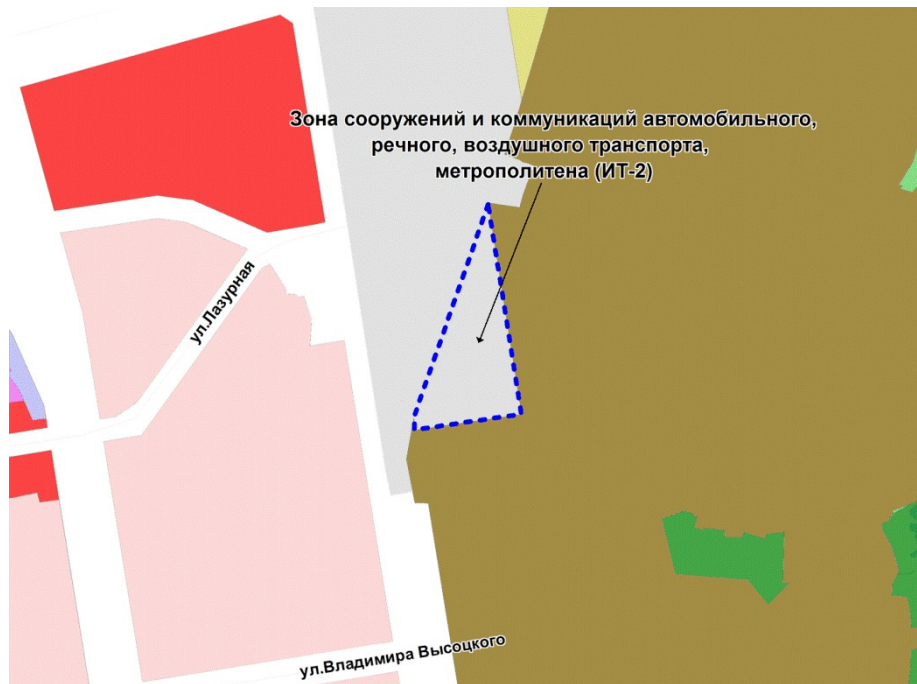 Зона сооружений и коммуникаций автомобильного,
речного, воздушного транспорта,
метрополитена (ИТ-2)
ул.Лазурная
ул.Владимира Высоцкого